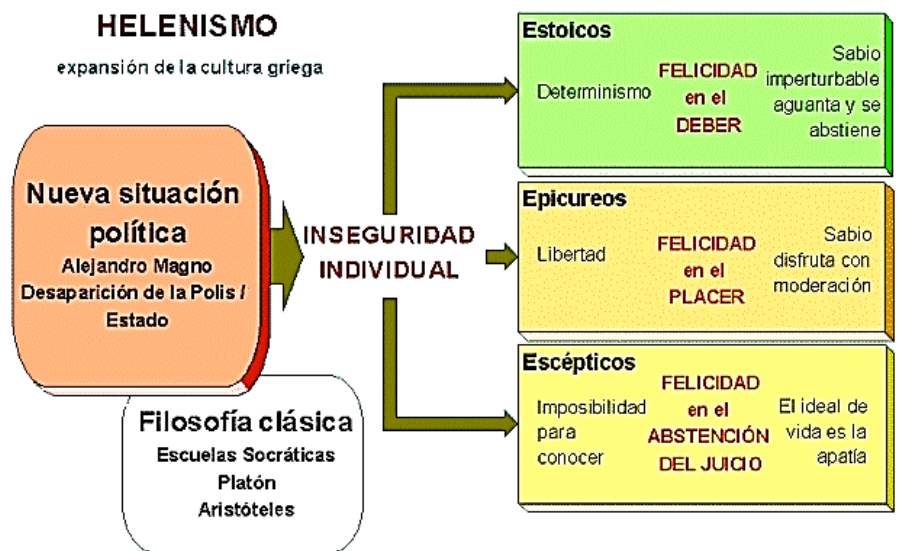 HELENISMO
expansión de la cultura griega
Nueva situación
política
Alejandro Magno
Desaparición de la Polis /
Estado
Filosofía clásica
Escuelas Socráticas
Platón
Aristóteles
INSEGURIDAD
INDIVIDUAL
Estoicos
Determinismo
FELICIDAD
en el
DEBER
Sabio
imperturbable
aguanta y se
abstiene
Epicureos
Libertad
FELICIDAD
en el
PLACER
Sabio
disfruta con
moderación
Escépticos
Imposibilidad
para
conocer
FELICIDAD
en el
ABSTENCIÓN
DEL JUICIO
El ideal de
vida es la
apatía